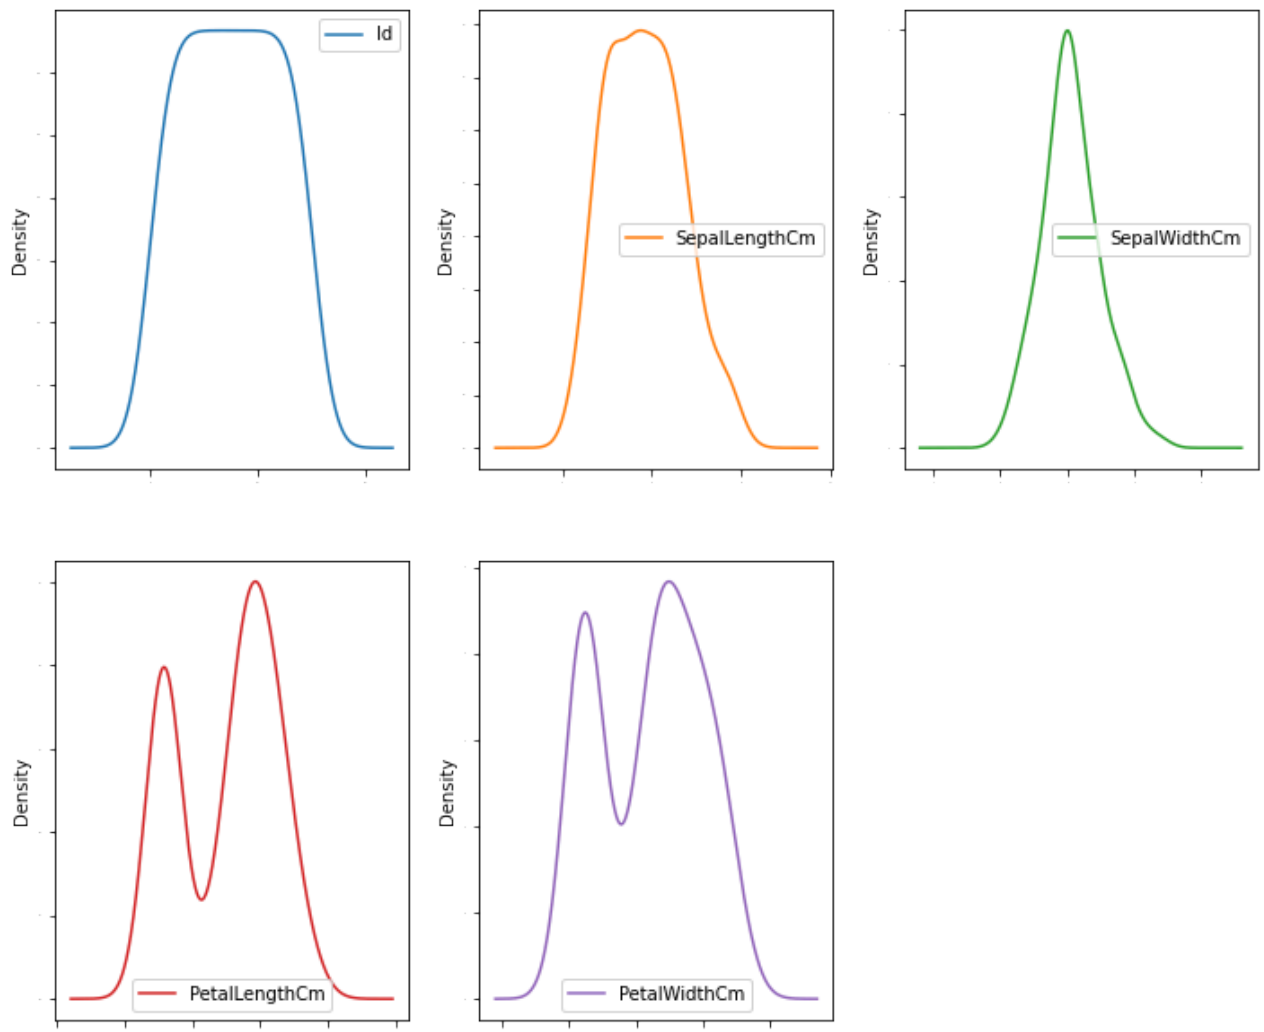 Density
Id
Density
SepalLengthCm
Density
SepalWidthCm
Density
PetalLengthCm
Density
PetalWidthCm